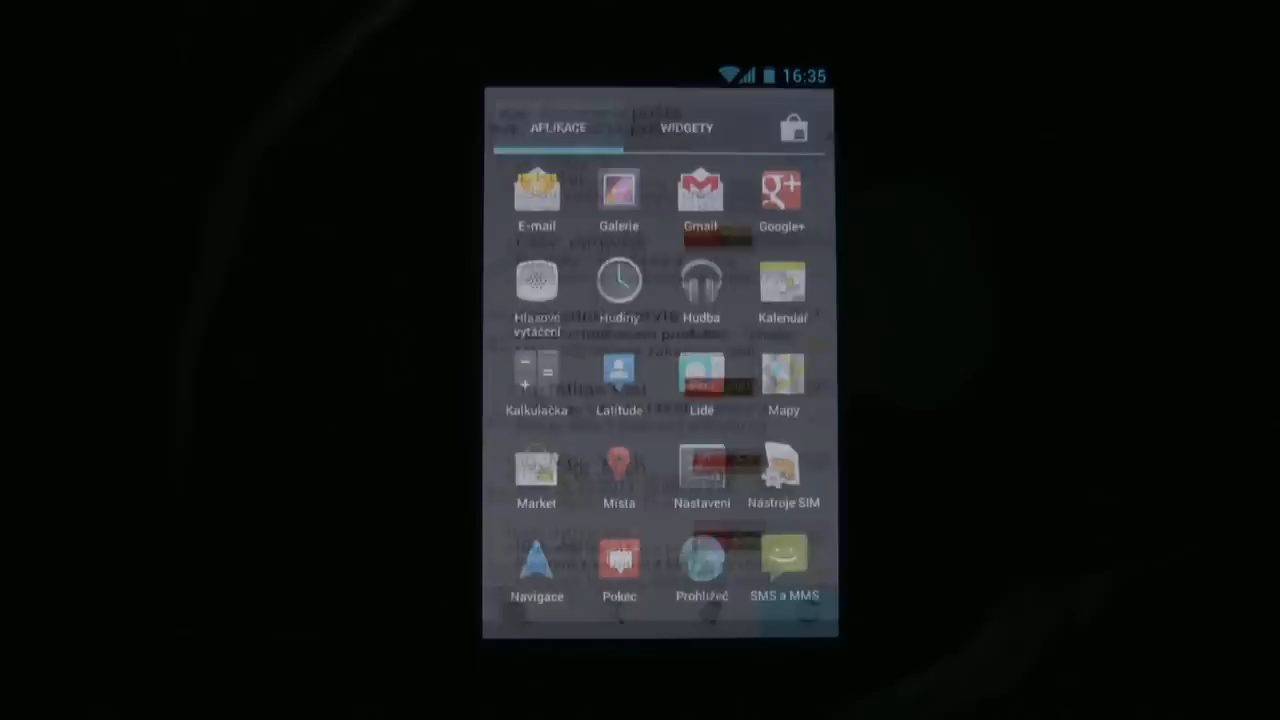 16:35
APLIKACE WIDGETY
E-mail Galerie Gmail Google+
Hlasové Hodiny Hudba Kalendář
vytáčení
Kalkulačka Latitude Lidé Mapy
Market Místa Nastavení Nástroje SIM
Navigace Pokec Prohlížeč SMS a MMS